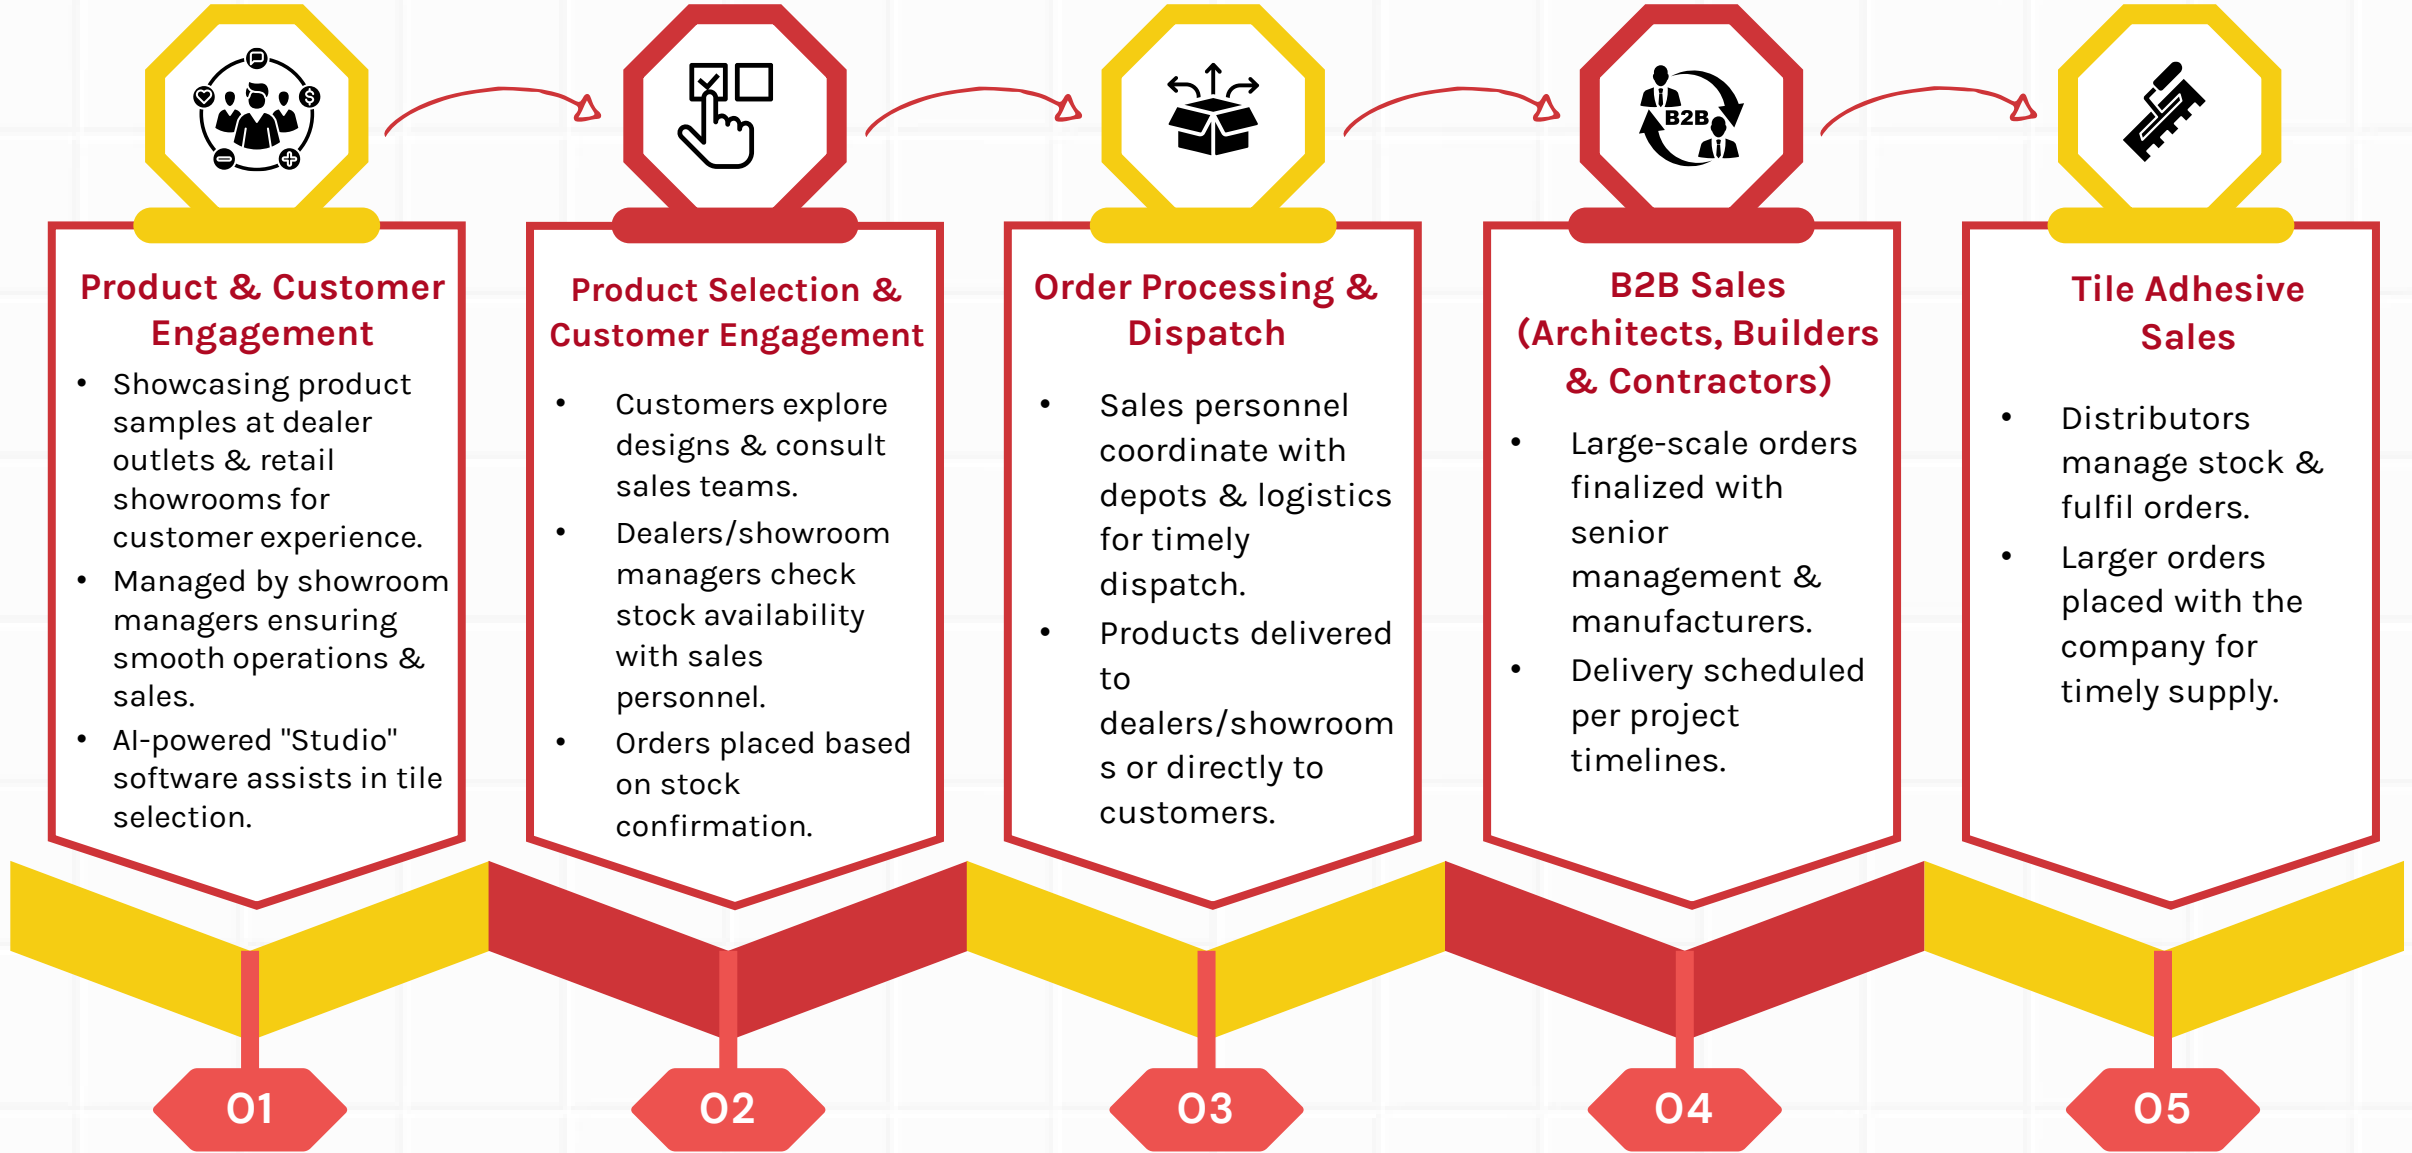 B2B
Product & Customer
Engagement
• Showcasing product
samples at dealer
outlets & retail
showrooms for
customer experience.
• Managed by showroom
managers ensuring
smooth operations &
sales.
• AI-powered "Studio"
software assists in tile
selection.
01
Product Selection &
Customer Engagement
• Customers explore
designs & consult
sales teams.
• Dealers/showroom
managers check
stock availability
with sales
personnel.
• Orders placed based
on stock
confirmation.
02
Order Processing &
Dispatch
• Sales personnel
coordinate with
depots & logistics
for timely
dispatch.
• Products delivered
to
dealers/showroom
s or directly to
customers.
03
B2B Sales
(Architects, Builders
& Contractors)
• Large-scale orders
finalized with
senior
management &
manufacturers.
• Delivery scheduled
per project
timelines.
04
Tile Adhesive
Sales
• Distributors
manage stock &
fulfil orders.
• Larger orders
placed with the
company for
timely supply.
05